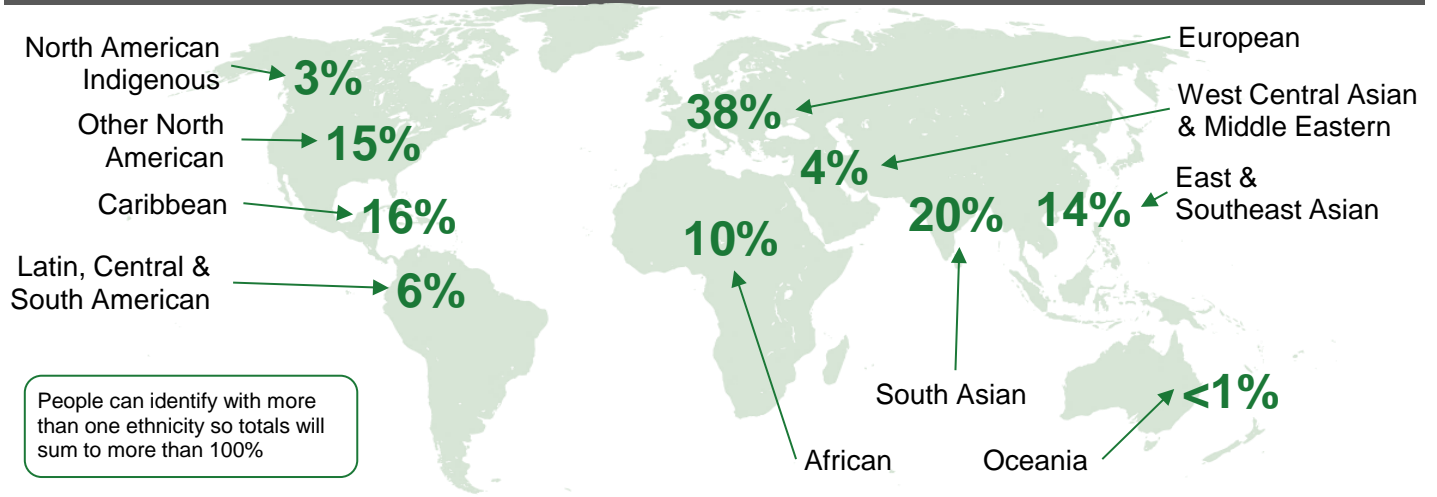 North American
Indigenous
3%
Other North
American
15%
Caribbean
16%
Latin, Central &
South American
6%
European
38%
West Central Asian
& Middle Eastern
4%
East &
Southeast Asian
14%
20%
South Asian
10%
African
<1%
Oceania
People can identify with more
than one ethnicity so totals will
sum to more than 100%